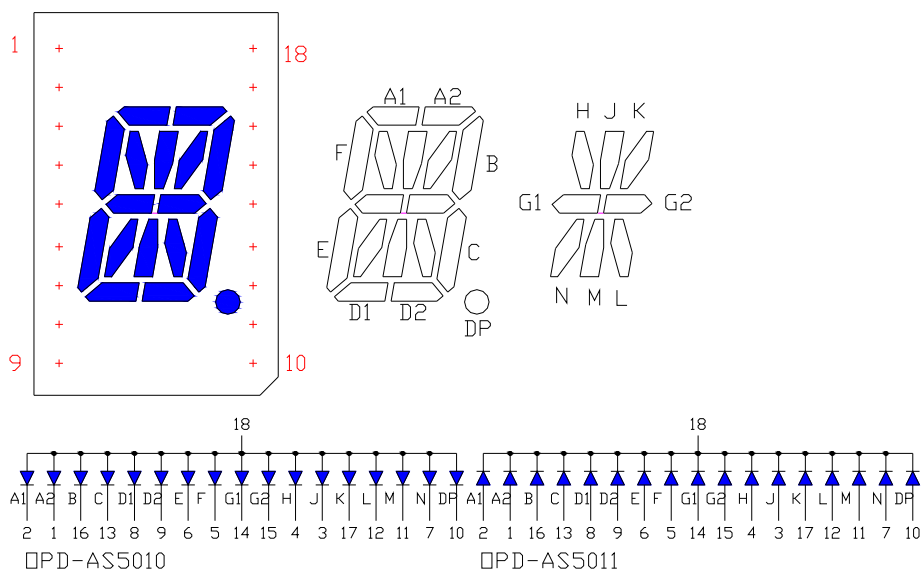 1
18
9
10
A1 A2
F
B
E
C
D1 D2
DP
H J K
G1 G2
N M L
18
A1 A2 B C D1 D2 E F G1 G2 H J K L M N DP
2 1 16 13 8 9 6 5 14 15 4 3 17 12 11 7 10
OPD-AS5010
18
A1 A2 B C D1 D2 E F G1 G2 H J K L M N DP
2 1 16 13 8 9 6 5 14 15 4 3 17 12 11 7 10
OPD-AS5011